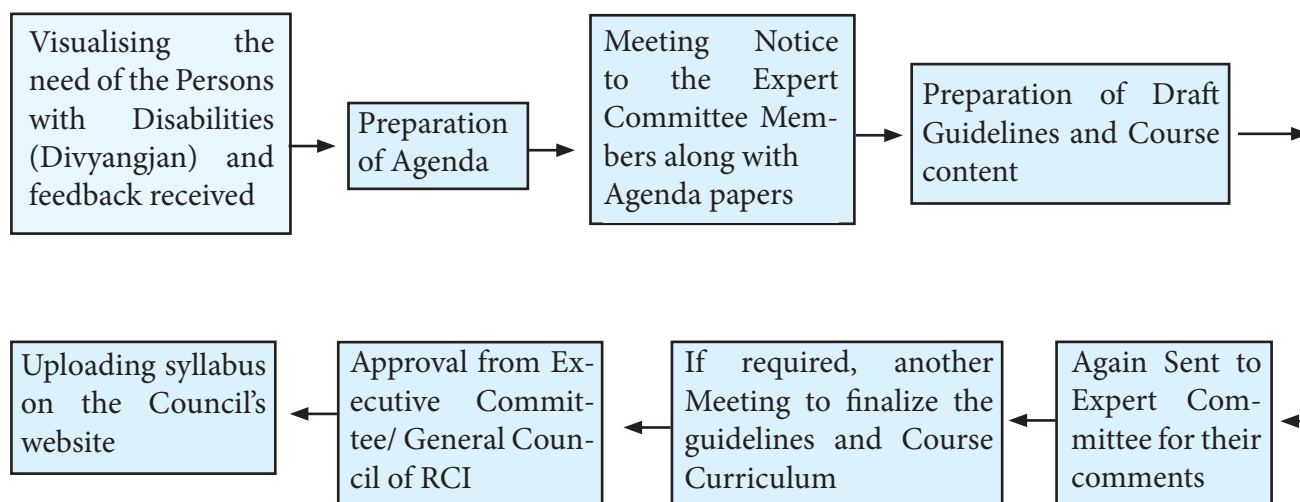 Visualising the
need of the Persons
with Disabilities
(Divyangjan) and
feedback received
Preparation
of Agenda
Meeting Notice
to the Expert
Committee Mem-
bers along with
Agenda papers
Preparation of Draft
Guidelines and Course
content
Again Sent to
Expert Com-
mittee for their
comments
If required, another
Meeting to finalize the
guidelines and Course
Curriculum
Approval from Ex-
ecutive Commit-
tee/ General Coun-
cil of RCI
Uploading syllabus
on the Council's
website